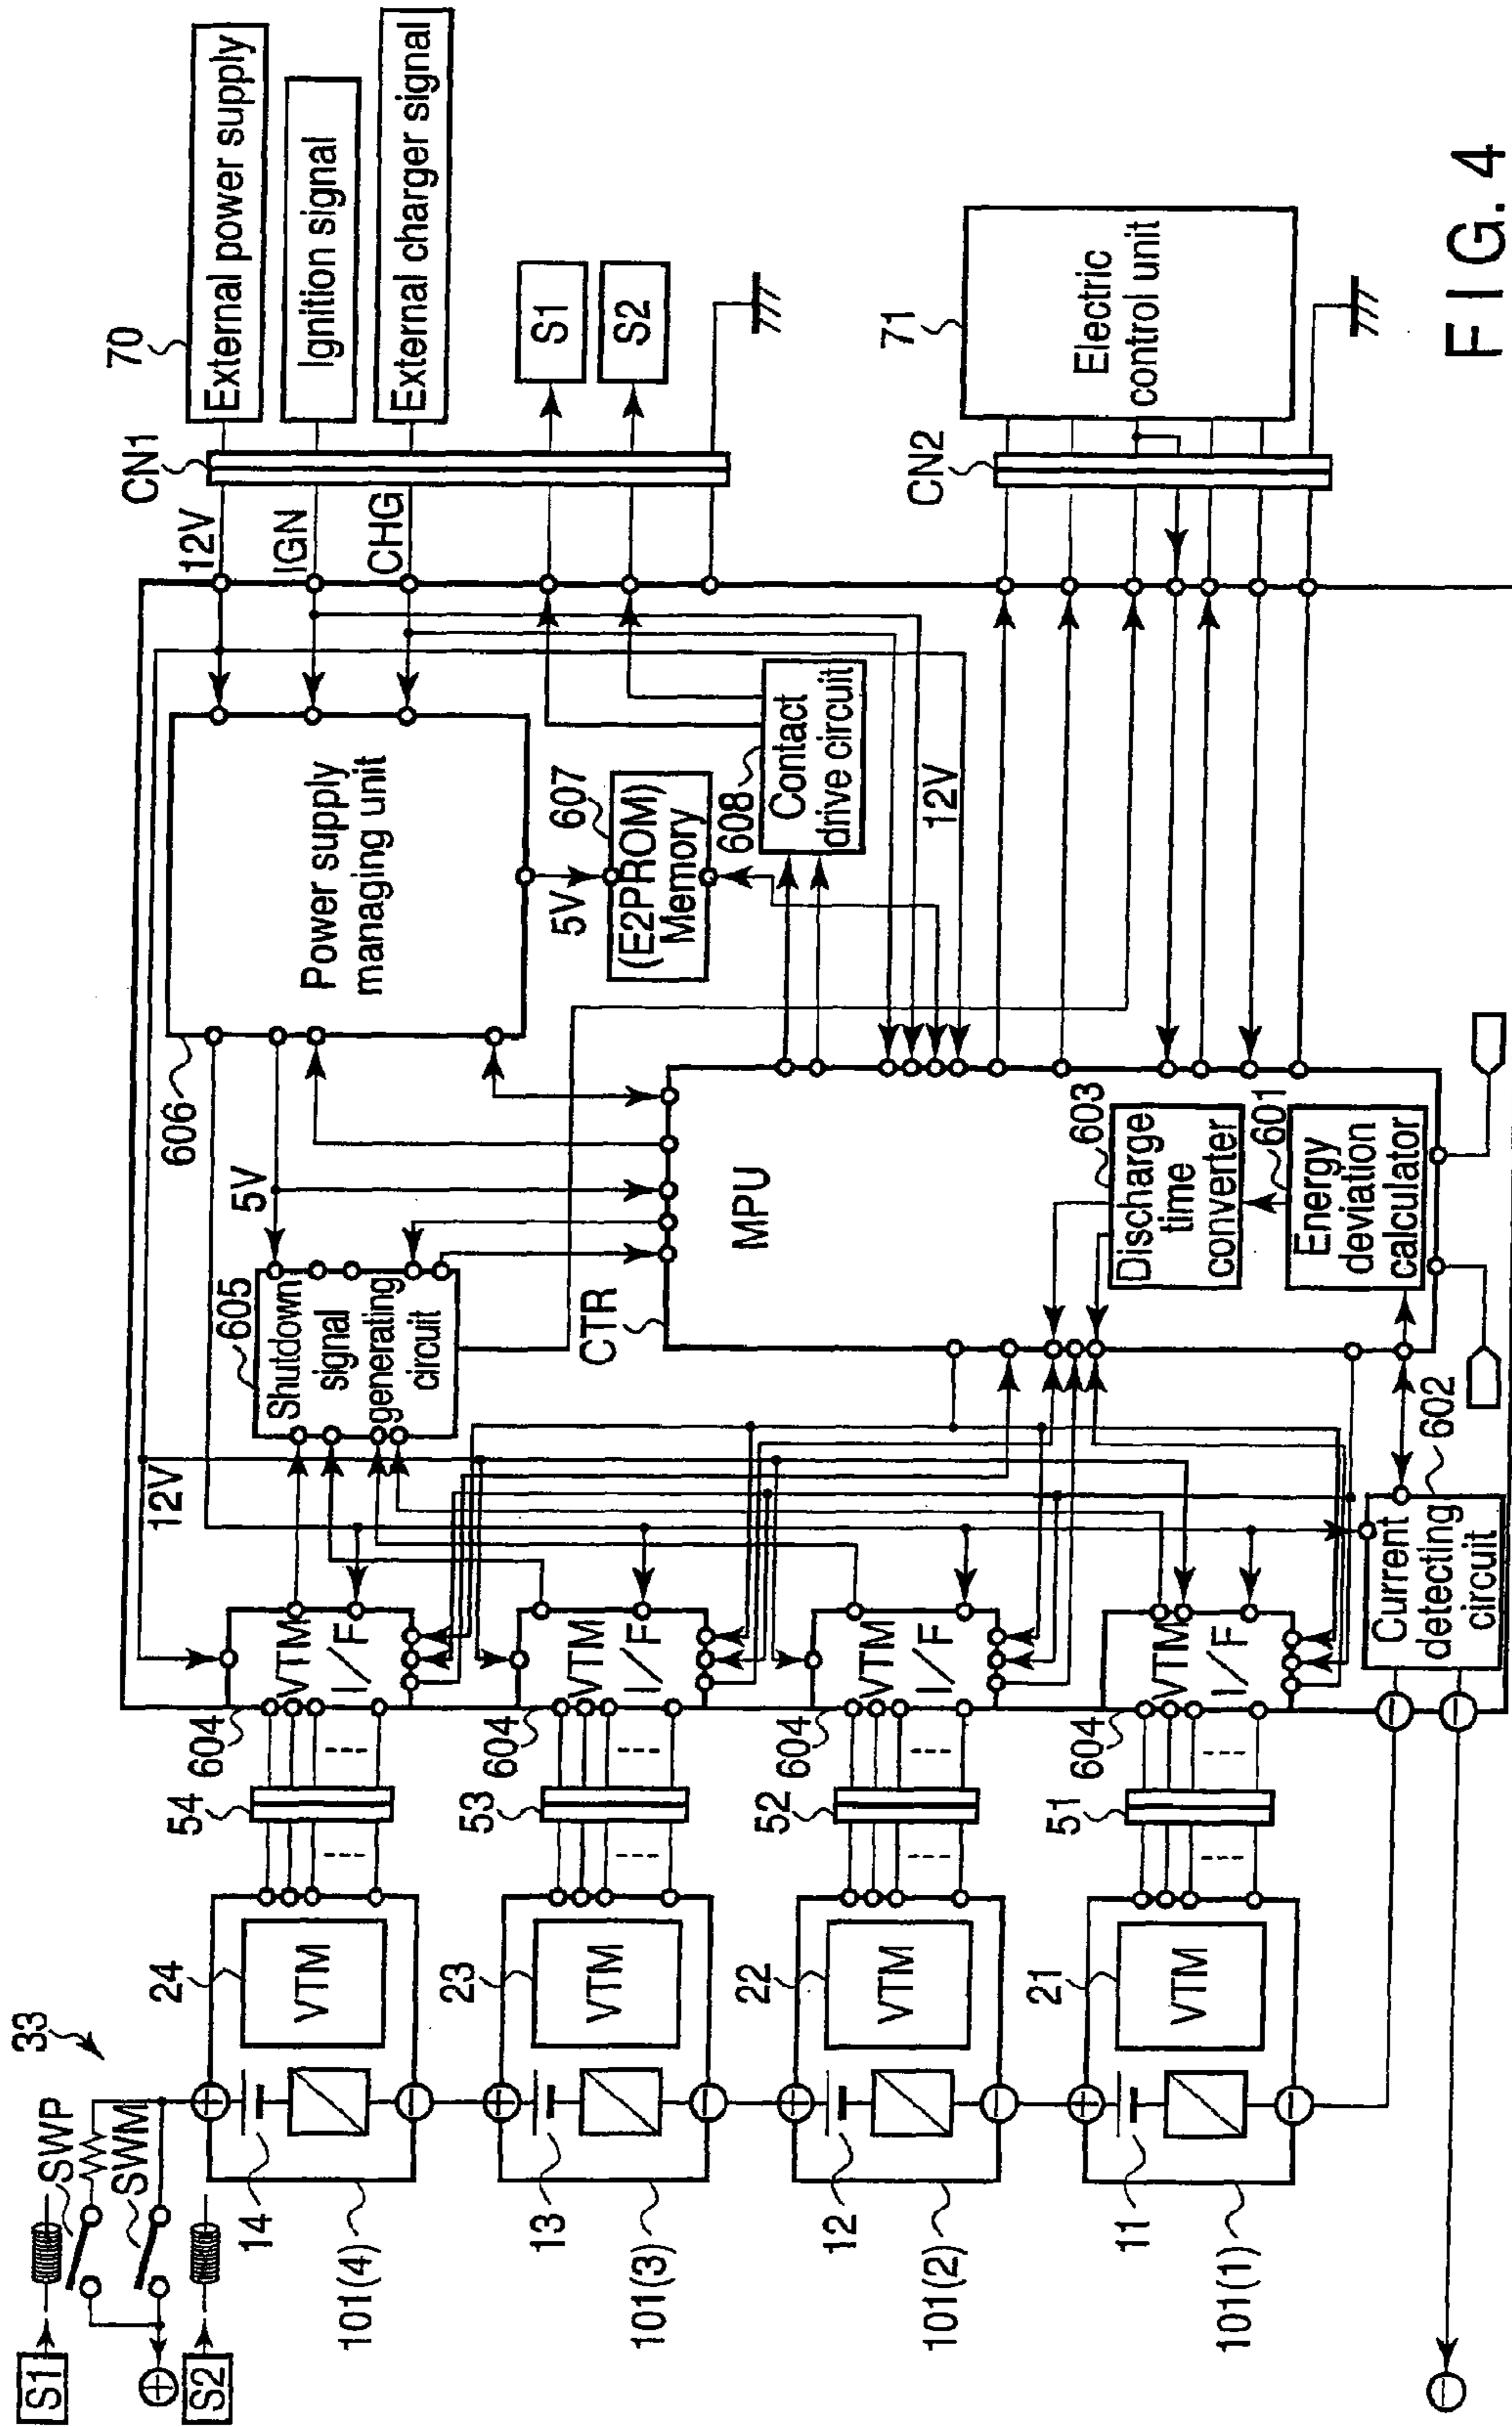 S1
S2
SWP
SWM
33
14
101(4)
24
VTM
54
604
VTM
I/F
13
101(3)
23
VTM
53
604
VTM
I/F
12
101(2)
22
VTM
52
604
VTM
I/F
11
101(1)
21
VTM
51
604
VTM
I/F
12V
605
Shutdown
signal
generating
circuit
5V
606
Power supply
managing unit
5V
607
(E2PROM)
Memory
608
Contact
drive circuit
12V
CTR
MPU
603
Discharge
time
converter
601
Energy
deviation
calculator
602
Current
detecting
circuit
12V
IGN
CHG
CN1
70
External power supply
Ignition signal
External charger signal
S1
S2
CN2
71
Electric
control unit
FIG. 4